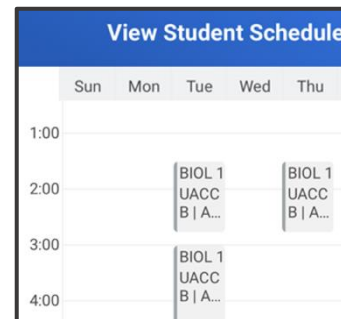 View Student Schedule
Sun Mon Tue Wed Thu
1:00
2:00
BIOL 1
UACC
B | A...
BIOL 1
UACC
B | A...
3:00
BIOL 1
UACC
B | A...
4:00